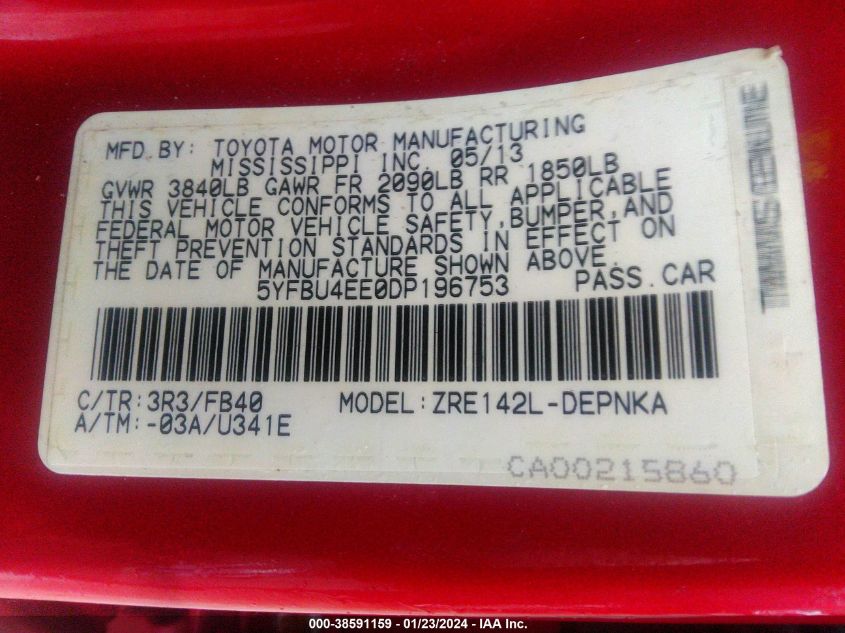 MFD.BY: TOYOTA MOTOR MANUFACTURING
MISSISSIPPI INC. 05/13
GVWR 3840LB GAWR FR 2090LB RR 1850LB
THIS VEHICLE CONFORMS TO ALL APPLICABLE
FEDERAL MOTOR VEHICLE SAFETY,BUMPER,AND
THEFT PREVENTION STANDARDS IN EFFECT ON
THE DATE OF MANUFACTURE SHOWN ABOVE.
5YFBU4EE0DP196753 PASS.CAR
C/TR:3R3/FB40 MODEL:ZRE142L-DEPNKA
A/TM:-03A/U341E
CA00215860
000-38591159 - 01/23/2024 - IAA Inc.